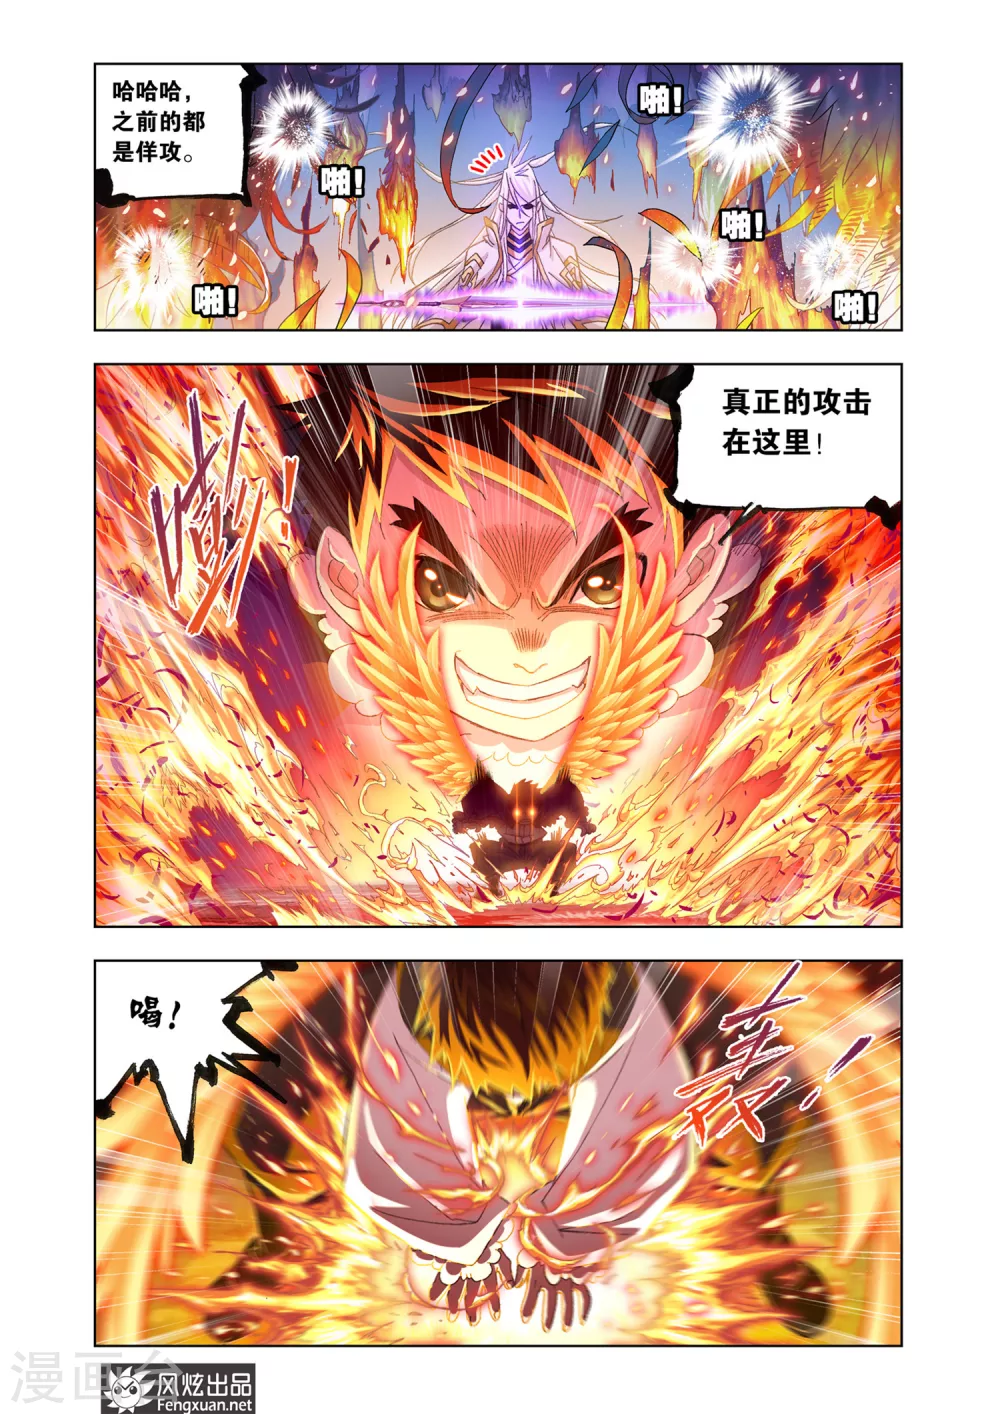 哈哈哈，
之前的都
是佯攻。
啪！
啪！
啪！
啪！
啪！
真正的攻击
在这里！
喝！
轰！
漫画台
风炫出品
Fengxuan.net